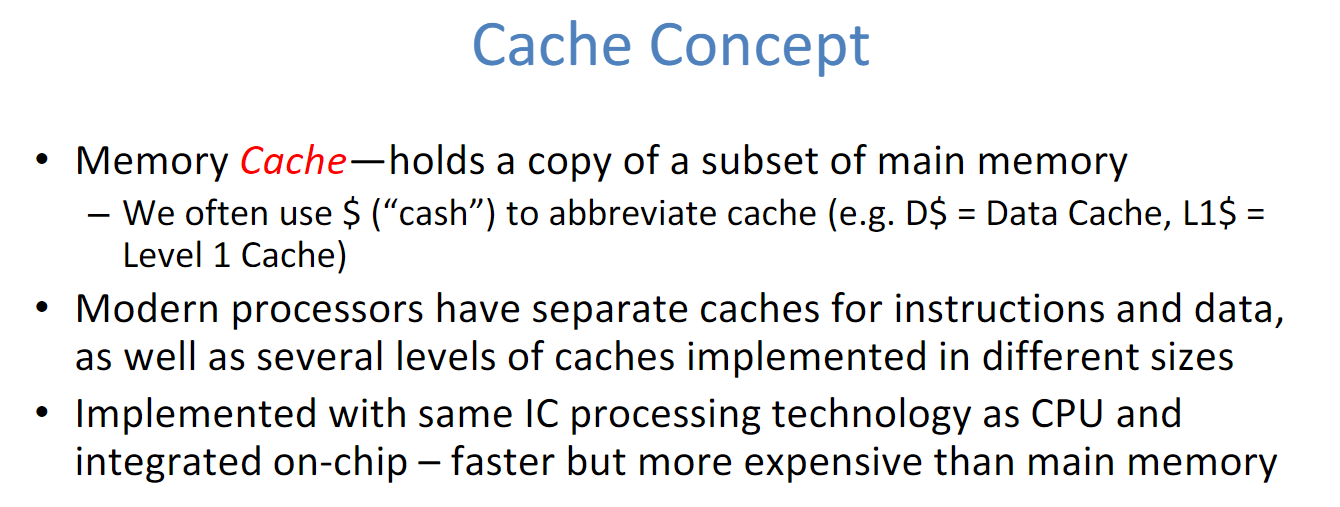 Cache Concept
• Memory Cache—holds a copy of a subset of main memory
– We often use $ (“cash”) to abbreviate cache (e.g. D$ = Data Cache, L1$ =
Level 1 Cache)
• Modern processors have separate caches for instructions and data,
as well as several levels of caches implemented in different sizes
• Implemented with same IC processing technology as CPU and
integrated on-chip – faster but more expensive than main memory